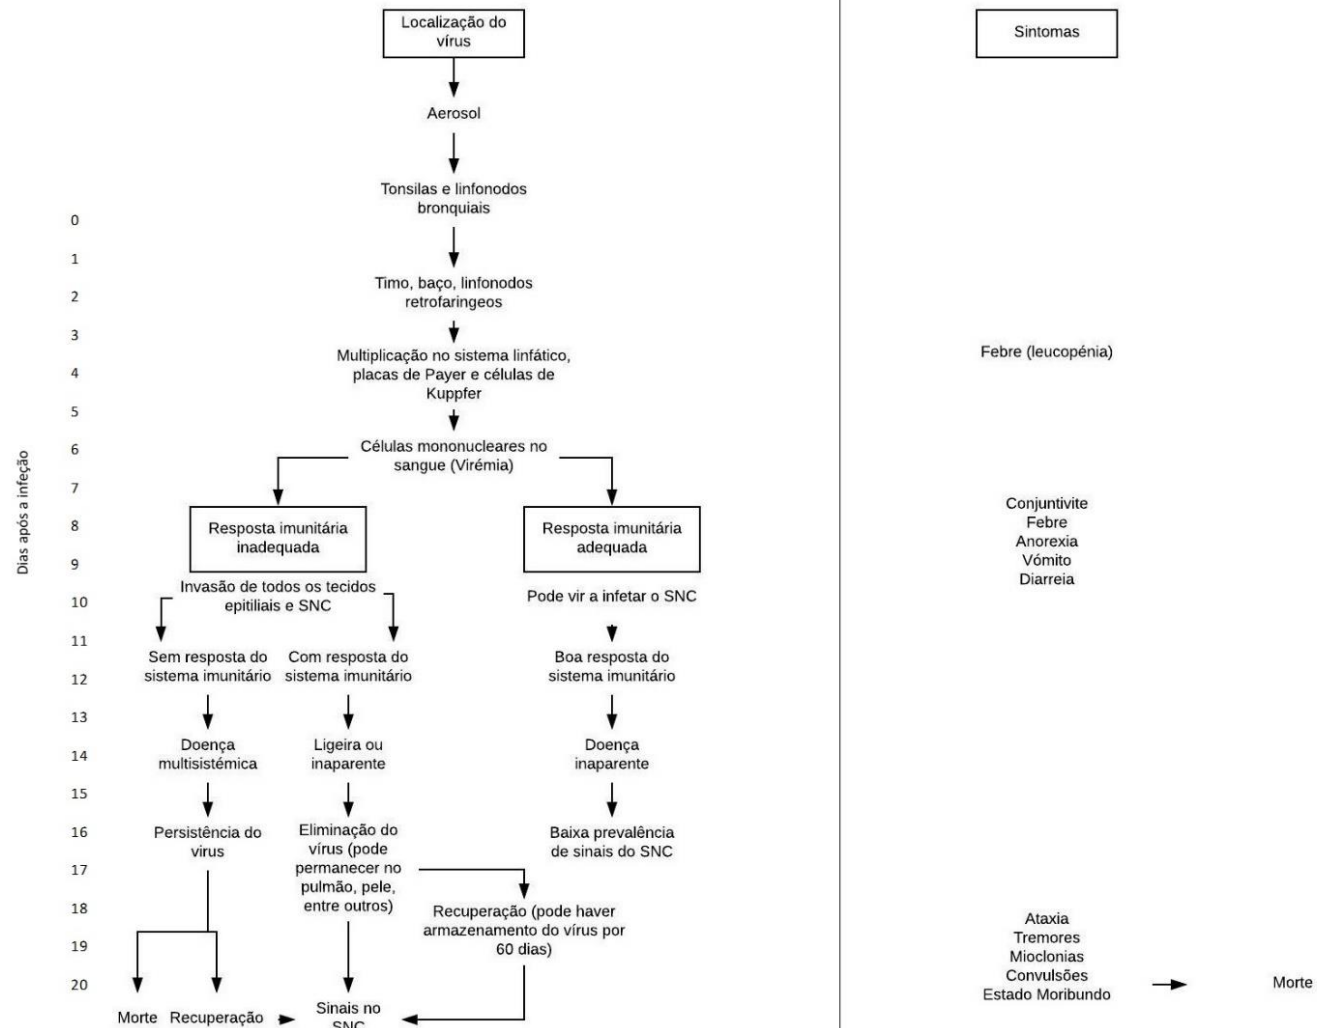 Localização do
vírus
Sintomas
Aerosol
Tonsilas e linfonodos
bronquiais
Timo, baço, linfonodos
retrofaringeos
Multiplicação no sistema linfático,
placas de Payer e células de
Kuppfer
Febre (leucopénia)
Células mononucleares no
sangue (Virémia)
Resposta imunitária
inadequada
Resposta imunitária
adequada
Conjuntivite
Febre
Anorexia
Vómito
Diarreia
Invasão de todos os tecidos
epitiliais e SNC
Pode vir a infetar o SNC
Sem resposta do
sistema imunitário
Com resposta do
sistema imunitário
Boa resposta do
sistema imunitário
Doença
multisistémica
Ligeira ou
inaparente
Doença
inaparente
Persistência do
virus
Eliminação do
vírus (pode
permanecer no
pulmão, pele,
entre outros)
Baixa prevalência
de sinais do SNC
Recuperação (pode haver
armazenamento do vírus por
60 dias)
Ataxia
Tremores
Mioclonias
Convulsões
Estado Moribundo
Morte
Morte
Recuperação
Sinais no
SNC
Dias após a infeção
0
1
2
3
4
5
6
7
8
9
10
11
12
13
14
15
16
17
18
19
20